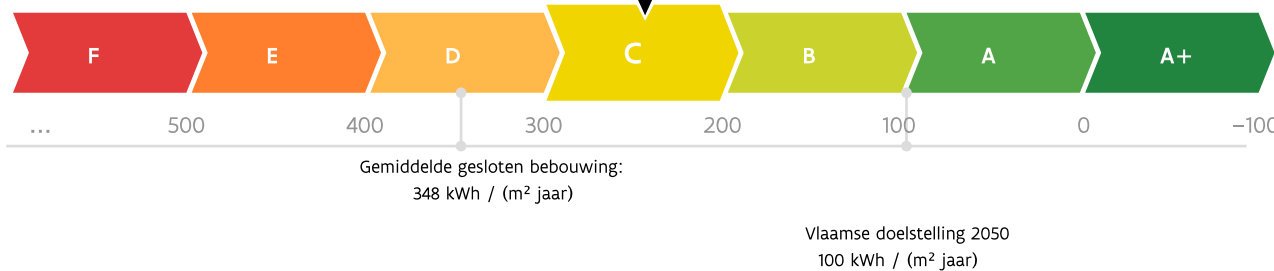 F E D C B A A+
... 500 400 300 200 100 0 −100
Gemiddelde gesloten bebouwing:
348 kWh / (m² jaar)
Vlaamse doelstelling 2050
100 kWh / (m² jaar)